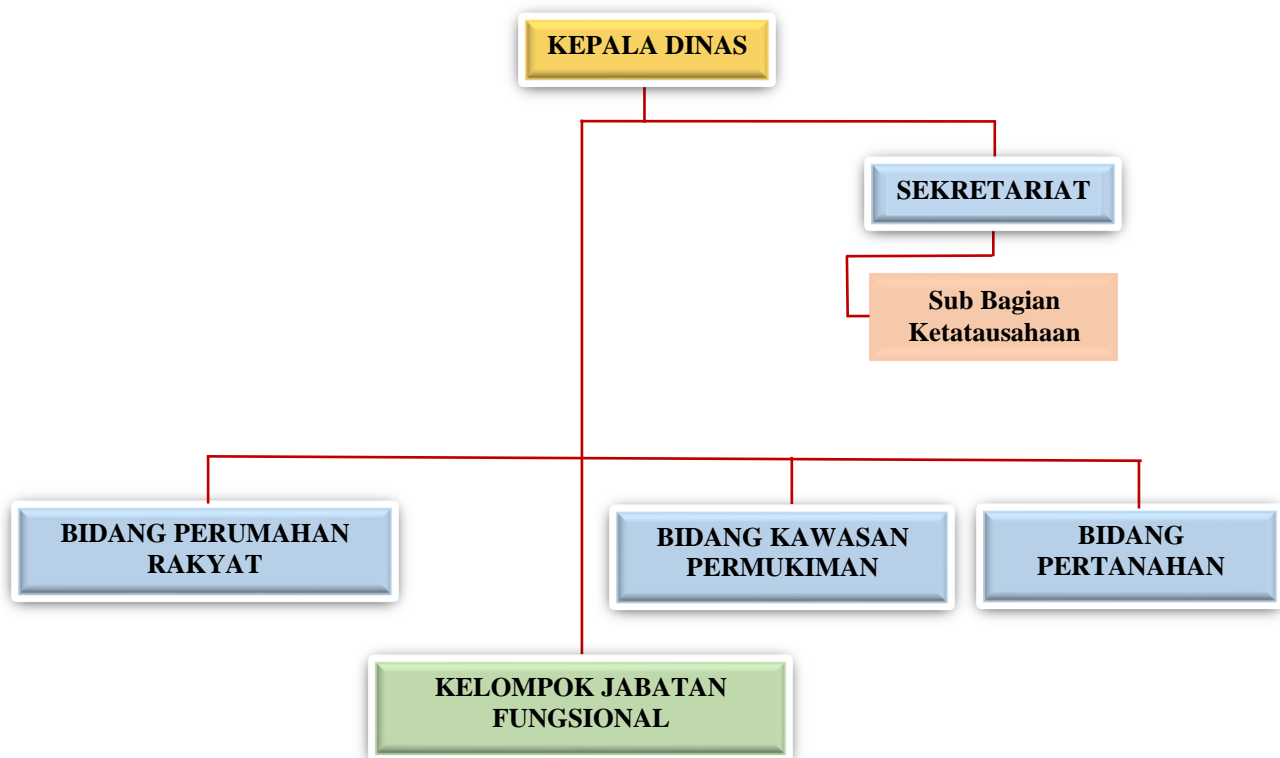 KEPALA DINAS
SEKRETARIAT
Sub Bagian
Ketatausahaan
BIDANG PERUMAHAN
RAKYAT
BIDANG KAWASAN
PERMUKIMAN
BIDANG
PERTANAHAN
KELOMPOK JABATAN
FUNGSIONAL